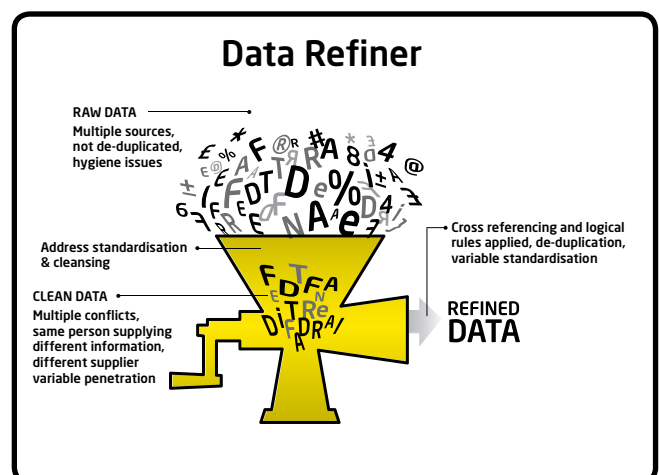 Data Refiner
RAW DATA
Multiple sources,
not de-duplicated,
hygiene issues
Address standardisation
& cleansing
CLEAN DATA
Multiple conflicts,
same person supplying
different information,
different supplier
variable penetration
Cross referencing and logical
rules applied, de-duplication,
variable standardisation
REFINED
DATA